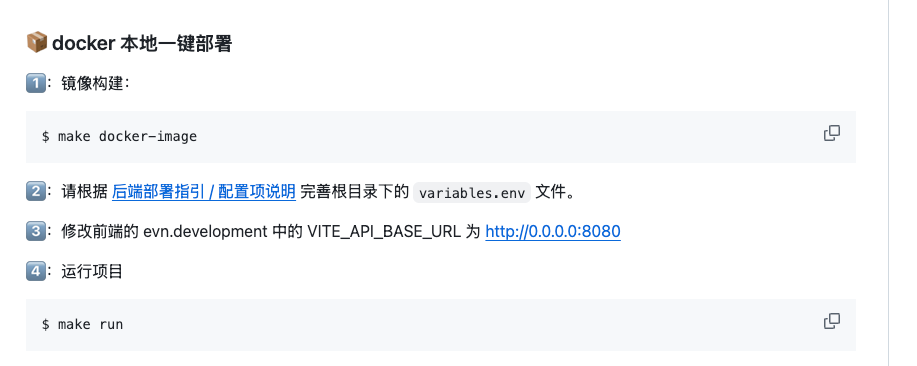 📦 docker 本地一键部署
1️⃣：镜像构建：
$ make docker-image
2️⃣：请根据 后端部署指引 / 配置项说明 完善根目录下的 variables.env 文件。
3️⃣：修改前端的 evn.development 中的 VITE_API_BASE_URL 为 http://0.0.0.0:8080
4️⃣：运行项目
$ make run